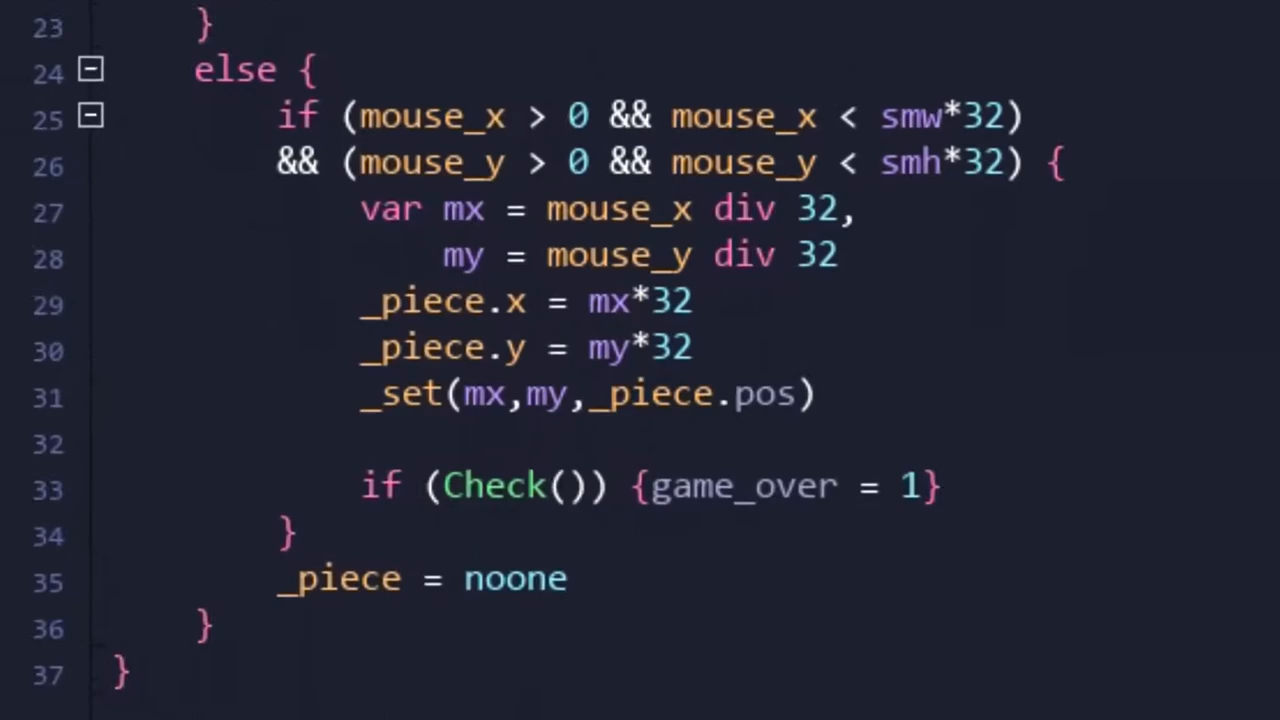 23 }
24 else {
25 if (mouse_x > 0 && mouse_x < smw*32)
26 && (mouse_y > 0 && mouse_y < smh*32) {
27 var mx = mouse_x div 32,
28 my = mouse_y div 32
29 _piece.x = mx*32
30 _piece.y = my*32
31 _set(mx,my,_piece.pos)
32
33 if (Check()) {game_over = 1}
34 }
35 _piece = noone
36 }
37 }